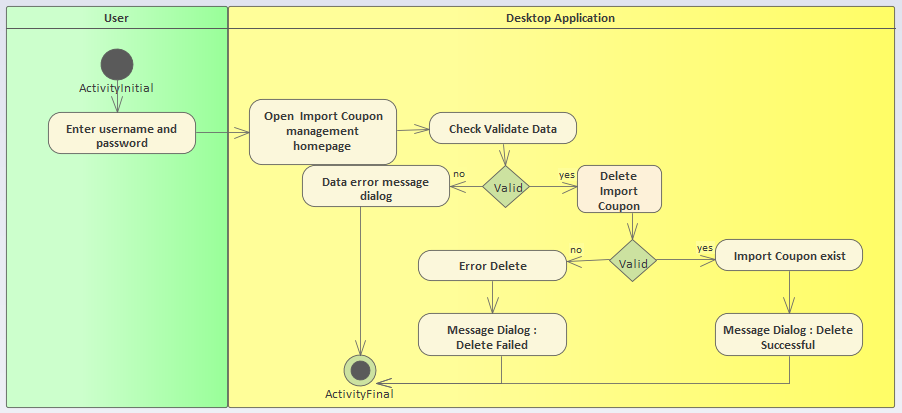 User
Desktop Application
ActivityInitial
Enter username and
password
Open Import Coupon
management
homepage
Check Validate Data
Data error message
dialog
no
Valid
yes
Delete
Import
Coupon
Error Delete
no
Valid
yes
Import Coupon exist
Message Dialog :
Delete Failed
Message Dialog : Delete
Successful
ActivityFinal